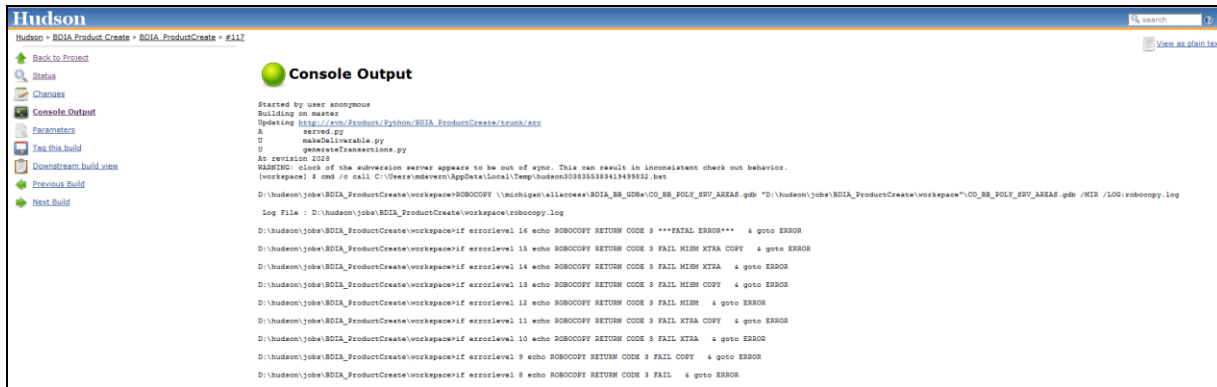 Hudson
search
Hudson » BDIA Product Create » BDIA_ProductCreate » #117
View as plain tex
Back to Project
Status
Changes
Console Output
Parameters
Tag this build
Downstream build view
Previous Build
Next Build
Console Output
Started by user anonymous
Building on master
Updating http://svn/Product/Python/BDIA_ProductCreate/trunk/src
A served.py
U makeDeliverable.py
U generateTransactions.py
At revision 2028
WARNING: clock of the subversion server appears to be out of sync. This can result in inconsistent check out behavior.
[workspace] $ cmd /c call C:\Users\mdavern\AppData\Local\Temp\hudson3038355383419499832.bat
D:\hudson\jobs\BDIA_ProductCreate\workspace>ROBOCOPY \\michigan\allaccess\BDIA_BB_GDBs\CO_BB_POLY_SRV_AREAS.gdb "D:\hudson\jobs\BDIA_ProductCreate\workspace"\CO_BB_POLY_SRV_AREAS.gdb /MIR /LOG:robocopy.log
Log File : D:\hudson\jobs\BDIA_ProductCreate\workspace\robocopy.log
D:\hudson\jobs\BDIA_ProductCreate\workspace>if errorlevel 16 echo ROBOCOPY RETURN CODE 3 ***FATAL ERROR*** & goto ERROR
D:\hudson\jobs\BDIA_ProductCreate\workspace>if errorlevel 15 echo ROBOCOPY RETURN CODE 3 FAIL MISM XTRA COPY & goto ERROR
D:\hudson\jobs\BDIA_ProductCreate\workspace>if errorlevel 14 echo ROBOCOPY RETURN CODE 3 FAIL MISM XTRA & goto ERROR
D:\hudson\jobs\BDIA_ProductCreate\workspace>if errorlevel 13 echo ROBOCOPY RETURN CODE 3 FAIL MISM COPY & goto ERROR
D:\hudson\jobs\BDIA_ProductCreate\workspace>if errorlevel 12 echo ROBOCOPY RETURN CODE 3 FAIL MISM & goto ERROR
D:\hudson\jobs\BDIA_ProductCreate\workspace>if errorlevel 11 echo ROBOCOPY RETURN CODE 3 FAIL XTRA COPY & goto ERROR
D:\hudson\jobs\BDIA_ProductCreate\workspace>if errorlevel 10 echo ROBOCOPY RETURN CODE 3 FAIL XTRA & goto ERROR
D:\hudson\jobs\BDIA_ProductCreate\workspace>if errorlevel 9 echo ROBOCOPY RETURN CODE 3 FAIL COPY & goto ERROR
D:\hudson\jobs\BDIA_ProductCreate\workspace>if errorlevel 8 echo ROBOCOPY RETURN CODE 3 FAIL & goto ERROR